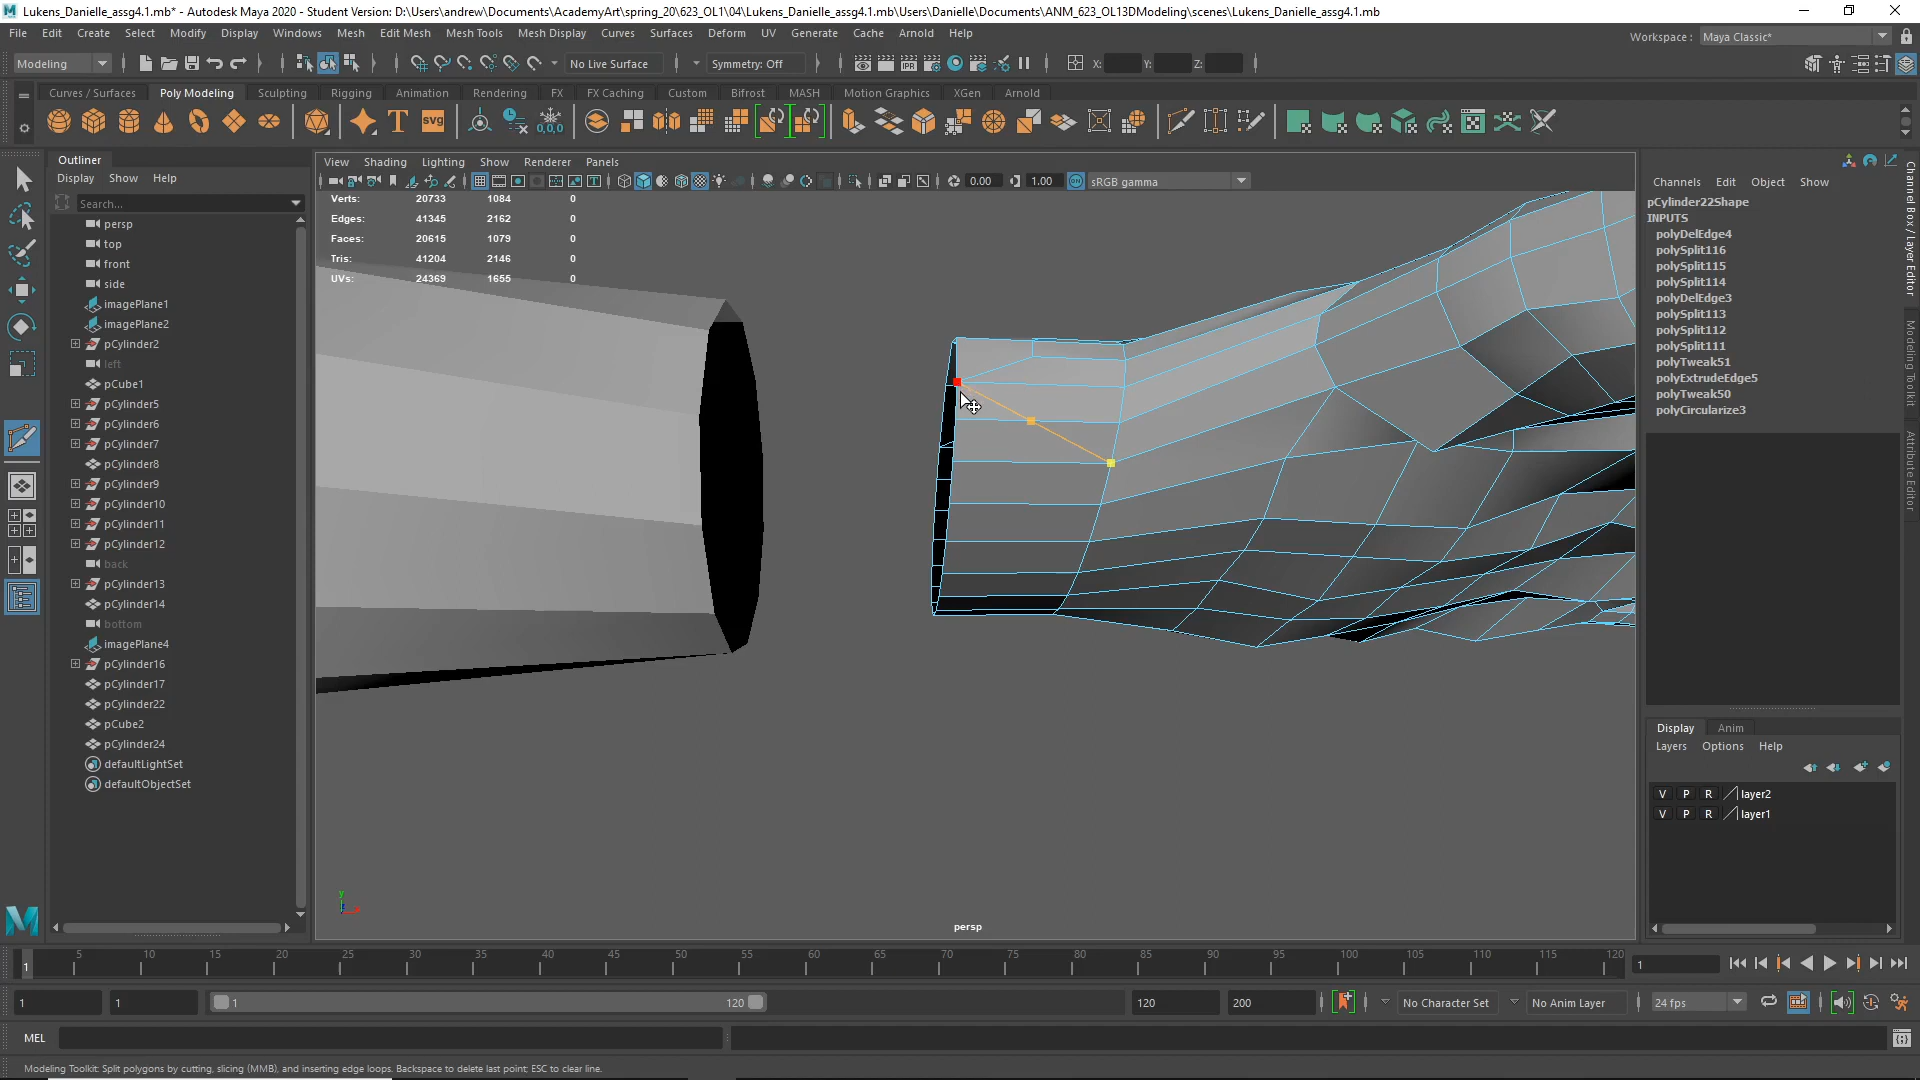 Lukens_Danielle_assg4.1.mb* - Autodesk Maya 2020 - Student Version: D:\Users\andrew\Documents\AcademyArt\spring_20\623_OL1\04\Lukens_Danielle_assg4.1.mb\Users\Danielle\Documents\ANM_623_OL13DModeling\scenes\Lukens_Danielle_assg4.1.mb
File Edit Create Select Modify Display Windows Mesh Edit Mesh Mesh Tools Mesh Display Curves Surfaces Deform UV Generate Cache Arnold Help Workspace : Maya Classic*
Modeling No Live Surface Symmetry: Off X: Y: Z:
Curves / Surfaces Poly Modeling Sculpting Rigging Animation Rendering FX FX Caching Custom Bifrost MASH Motion Graphics XGen Arnold
Outliner
Display Show Help
Search...
persp
top
front
side
imagePlane1
imagePlane2
pCylinder2
left
pCube1
pCylinder5
pCylinder6
pCylinder7
pCylinder8
pCylinder9
pCylinder10
pCylinder11
pCylinder12
back
pCylinder13
pCylinder14
bottom
imagePlane4
pCylinder16
pCylinder17
pCylinder22
pCube2
pCylinder24
defaultLightSet
defaultObjectSet
View Shading Lighting Show Renderer Panels
0.00 1.00 sRGB gamma
Verts: 20733 1084 0
Edges: 41345 2162 0
Faces: 20615 1079 0
Tris: 41204 2146 0
UVs: 24369 1655 0
y
persp
Channels Edit Object Show
pCylinder22Shape
INPUTS
polyDelEdge4
polySplit116
polySplit115
polySplit114
polyDelEdge3
polySplit113
polySplit112
polySplit111
polyTweak51
polyExtrudeEdge5
polyTweak50
polyCircularize3
Channel Box / Layer Editor
Modeling Toolkit
Attribute Editor
Display Anim
Layers Options Help
V P R layer2
V P R layer1
1 5 10 15 20 25 30 35 40 45 50 55 60 65 70 75 80 85 90 95 100 105 110 115 120 1
1 1 1 120 120 200 No Character Set No Anim Layer 24 fps
MEL
Modeling Toolkit: Split polygons by cutting, slicing (MMB), and inserting edge loops. Backspace to delete last point; ESC to clear line.